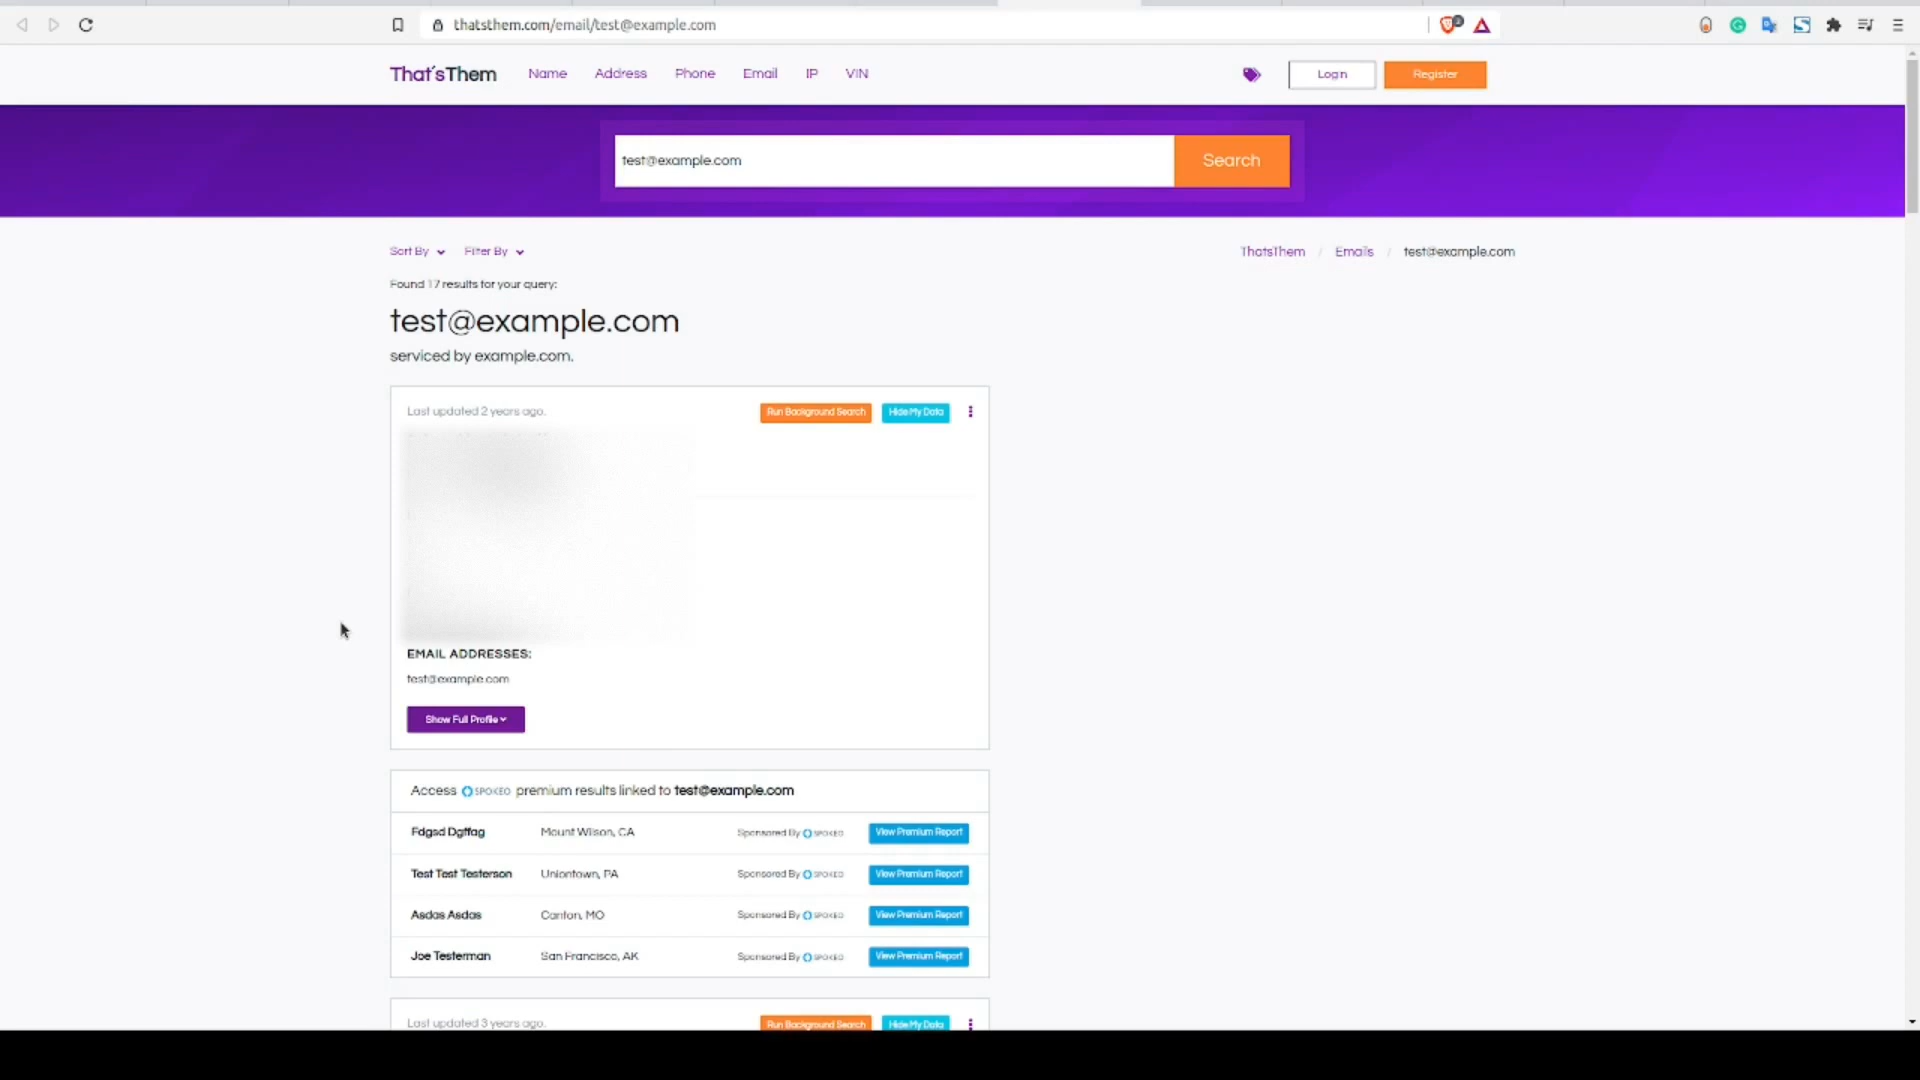 thatsthem.com/email/test@example.com
That'sThem Name Address Phone Email IP VIN Login Register
test@example.com Search
Sort By Filter By ThatsThem / Emails / test@example.com
Found 17 results for your query:
test@example.com
serviced by example.com.
Last updated 2 years ago. Run Background Search Hide My Data
EMAIL ADDRESSES:
test@example.com
Show Full Profile
Access SPOKEO premium results linked to test@example.com
Fdgsd Dgffag Mount Wilson, CA Sponsored By SPOKEO View Premium Report
Test Test Testerson Uniontown, PA Sponsored By SPOKEO View Premium Report
Asdas Asdas Canton, MO Sponsored By SPOKEO View Premium Report
Joe Testerman San Francisco, AK Sponsored By SPOKEO View Premium Report
Last updated 3 years ago. Run Background Search Hide My Data